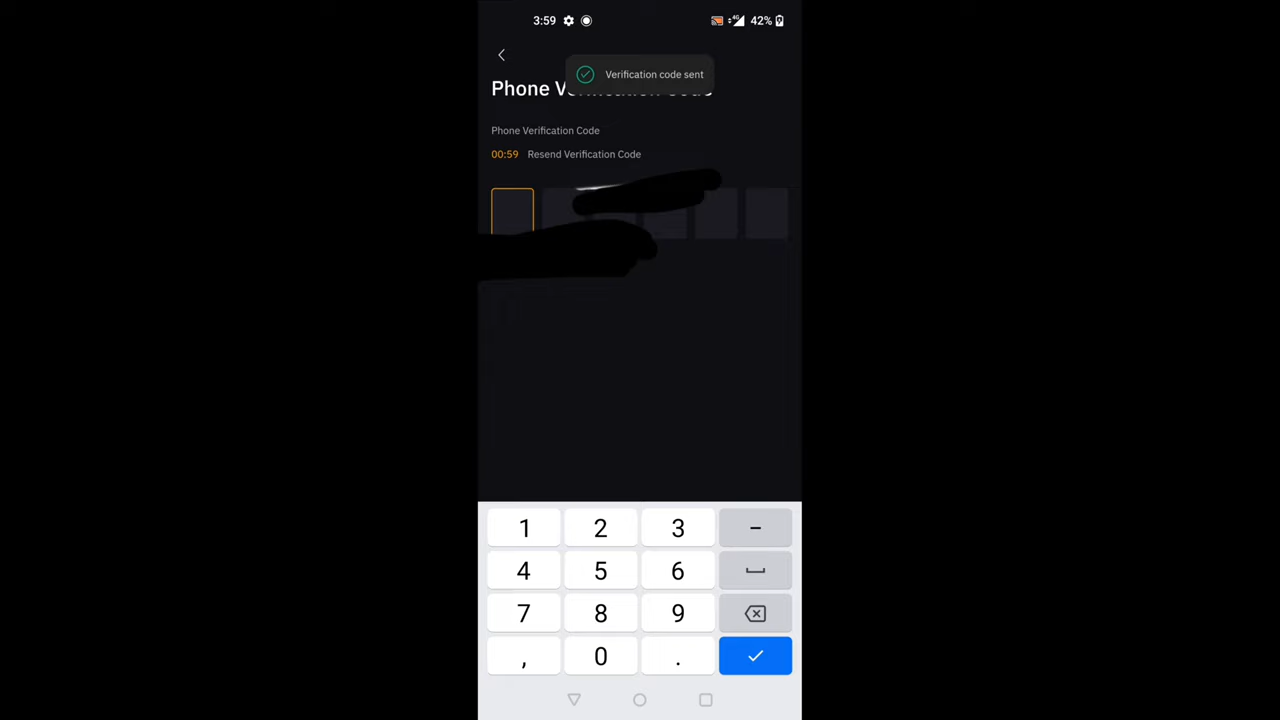 3:59 4G 42%
Verification code sent
Phone
Phone Verification Code
00:59 Resend Verification Code
1 2 3 -
4 5 6
7 8 9
, 0 .